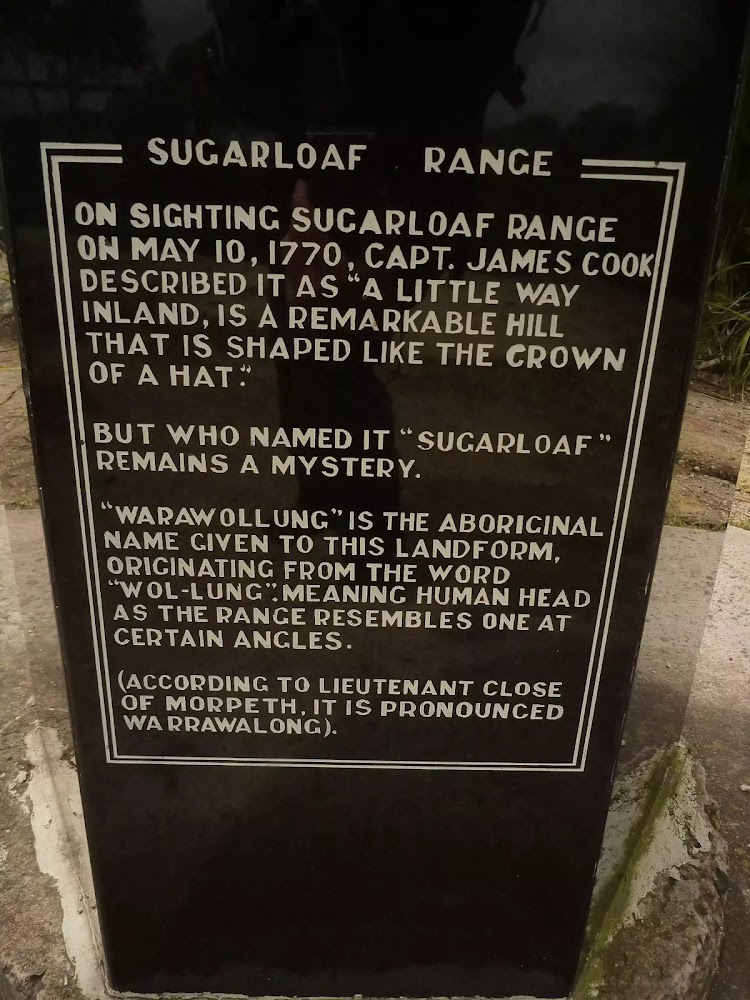 SUGARLOAF RANGE
ON SIGHTING SUGARLOAF RANGE
ON MAY 10, 1770, CAPT. JAMES COOK
DESCRIBED IT AS "A LITTLE WAY
INLAND, IS A REMARKABLE HILL
THAT IS SHAPED LIKE THE CROWN
OF A HAT."
BUT WHO NAMED IT "SUGARLOAF"
REMAINS A MYSTERY.
"WARAWOLLUNG" IS THE ABORIGINAL
NAME GIVEN TO THIS LANDFORM,
ORIGINATING FROM THE WORD
"WOL-LUNG". MEANING HUMAN HEAD
AS THE RANGE RESEMBLES ONE AT
CERTAIN ANGLES.
(ACCORDING TO LIEUTENANT CLOSE
OF MORPETH, IT IS PRONOUNCED
WARRAWALONG).